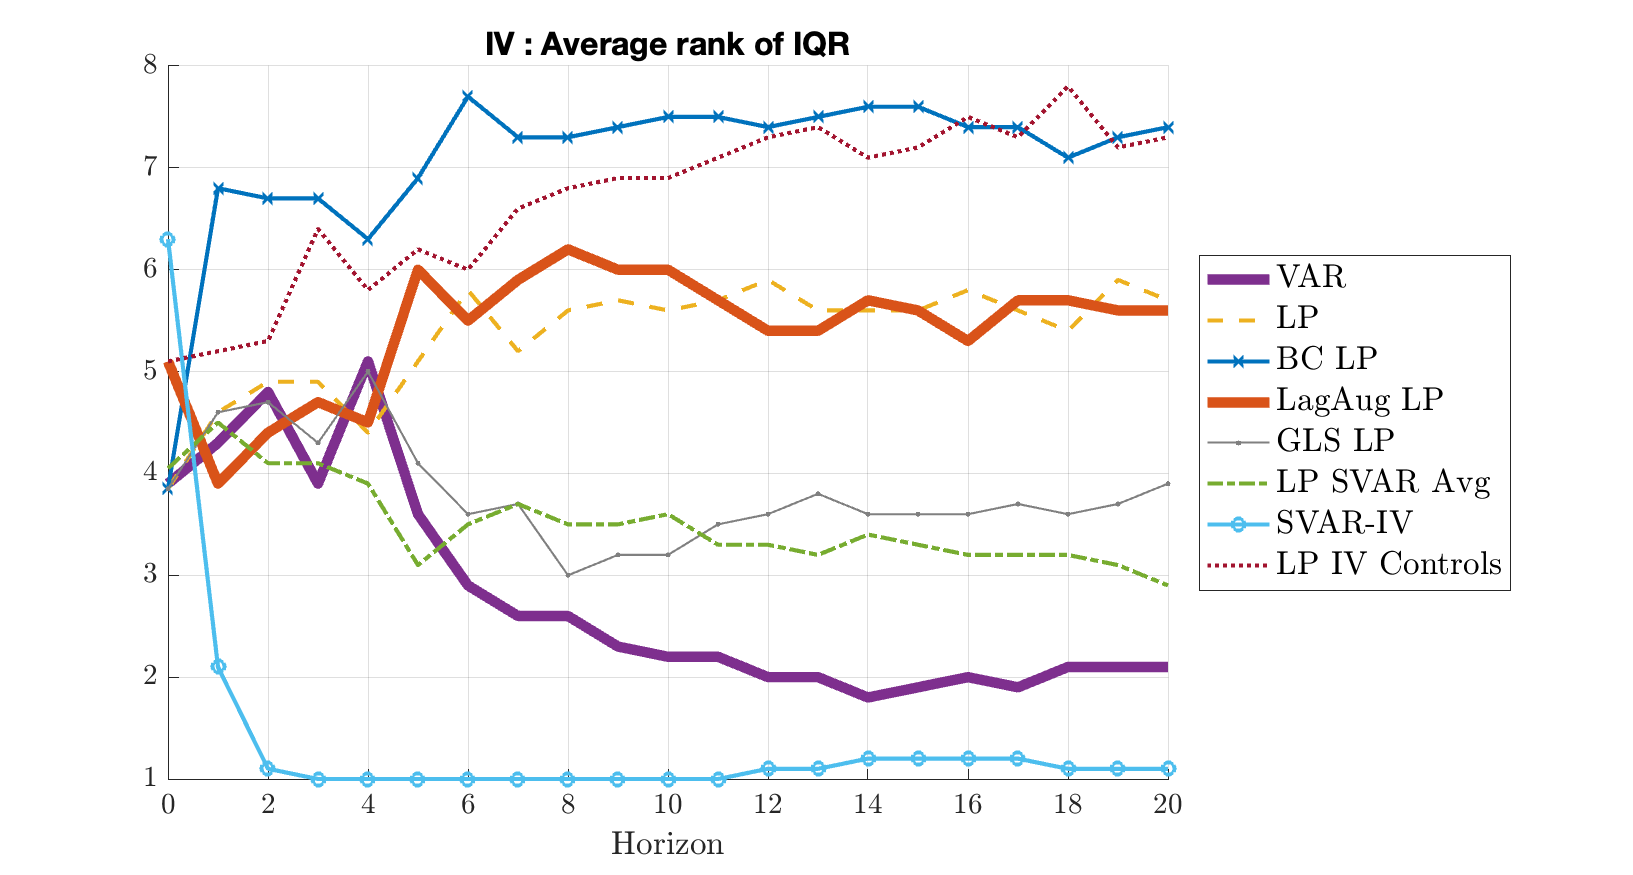 IV : Average rank of IQR
8
7
6
5
4
3
2
1
0 2 4 6 8 10 12 14 16 18 20
Horizon
VAR
LP
BC LP
LagAug LP
GLS LP
LP SVAR Avg
SVAR-IV
LP IV Controls